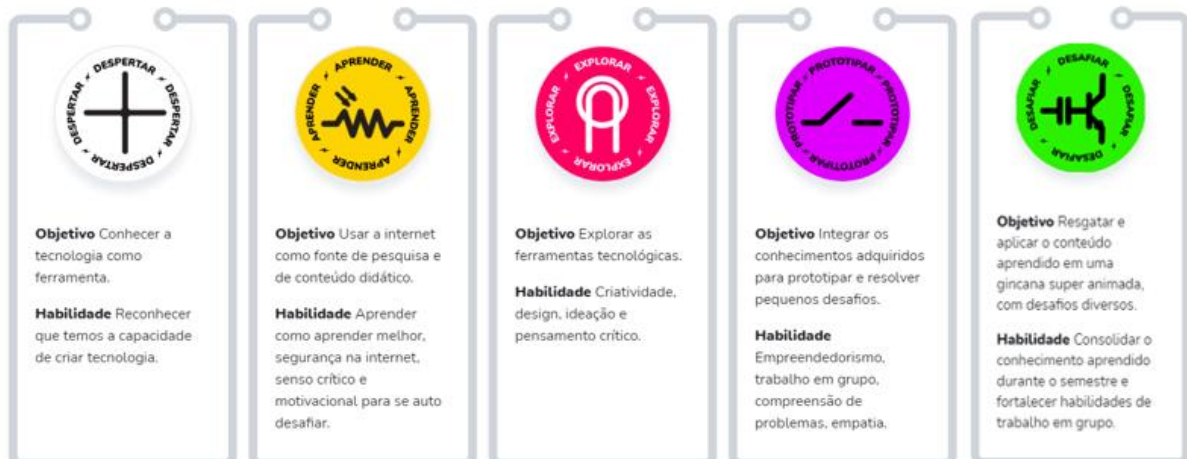 DESPERTAR DESPERTAR DESPERTAR DESPERTAR
Objetivo Conhecer a
tecnologia como
ferramenta.
Habilidade Reconhecer
que temos a capacidade
de criar tecnologia.
APRENDER APRENDER APRENDER APRENDER
Objetivo Usar a internet
como fonte de pesquisa e
de conteúdo didático.
Habilidade Aprender
como aprender melhor,
segurança na internet,
senso crítico e
motivacional para se auto
desafiar.
EXPLORAR EXPLORAR EXPLORAR EXPLORAR
Objetivo Explorar as
ferramentas tecnológicas.
Habilidade Criatividade,
design, ideação e
pensamento crítico.
PROTOTIPAR PROTOTIPAR PROTOTIPAR PROTOTIPAR
Objetivo Integrar os
conhecimentos adquiridos
para prototipar e resolver
pequenos desafios.
Habilidade
Empreendedorismo,
trabalho em grupo,
compreensão de
problemas, empatia.
DESAFIAR DESAFIAR DESAFIAR DESAFIAR
Objetivo Resgatar e
aplicar o conteúdo
aprendido em uma
gincana super animada,
com desafios diversos.
Habilidade Consolidar o
conhecimento aprendido
durante o semestre e
fortalecer habilidades de
trabalho em grupo.